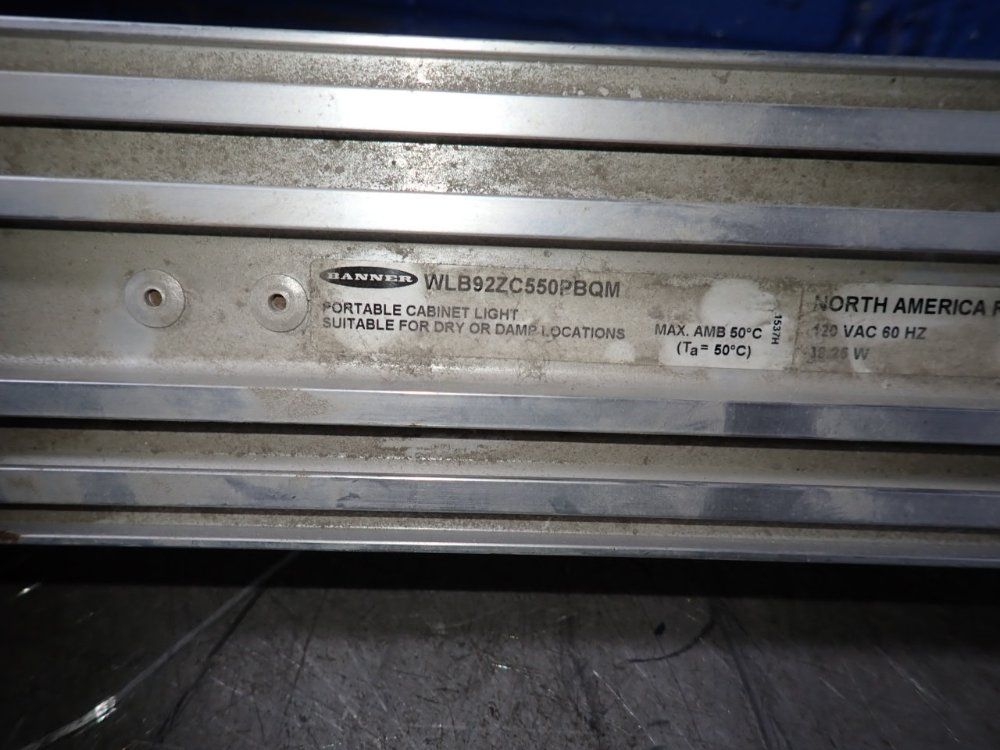 BANNER WLB92ZC550PBQM
PORTABLE CABINET LIGHT
SUITABLE FOR DRY OR DAMP LOCATIONS
MAX. AMB 50°C
(Ta = 50°C)
1537H
NORTH AMERICA
120 VAC 60 HZ
W